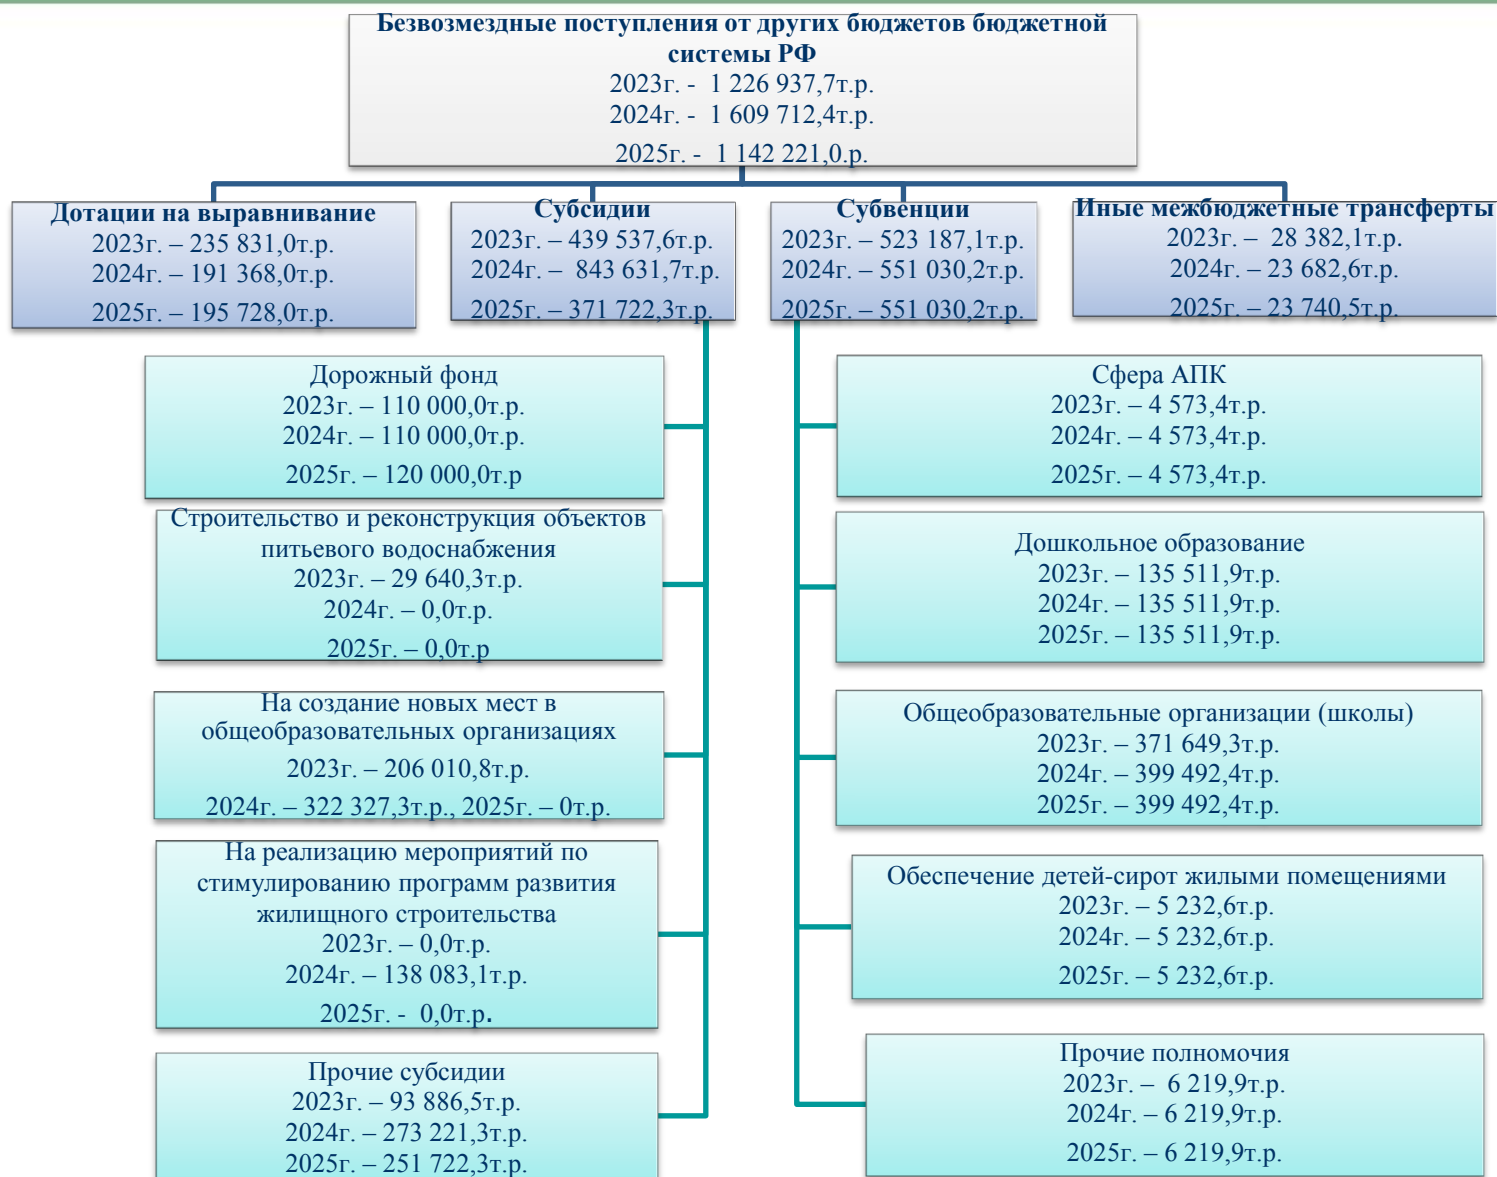 Безвозмездные поступления от других бюджетов бюджетной
системы РФ
2023г. - 1 226 937,7т.р.
2024г. - 1 609 712,4т.р.
2025г. - 1 142 221,0.р.
Дотации на выравнивание
2023г. – 235 831,0т.р.
2024г. – 191 368,0т.р.
2025г. – 195 728,0т.р.
Субсидии
2023г. – 439 537,6т.р.
2024г. – 843 631,7т.р.
2025г. – 371 722,3т.р.
Субвенции
2023г. – 523 187,1т.р.
2024г. – 551 030,2т.р.
2025г. – 551 030,2т.р.
Иные межбюджетные трансферты
2023г. – 28 382,1т.р.
2024г. – 23 682,6т.р.
2025г. – 23 740,5т.р.
Дорожный фонд
2023г. – 110 000,0т.р.
2024г. – 110 000,0т.р.
2025г. – 120 000,0т.р
Строительство и реконструкция объектов
питьевого водоснабжения
2023г. – 29 640,3т.р.
2024г. – 0,0т.р.
2025г. – 0,0т.р
На создание новых мест в
общеобразовательных организациях
2023г. – 206 010,8т.р.
2024г. – 322 327,3т.р., 2025г. – 0т.р.
На реализацию мероприятий по
стимулированию программ развития
жилищного строительства
2023г. – 0,0т.р.
2024г. – 138 083,1т.р.
2025г. - 0,0т.р.
Прочие субсидии
2023г. – 93 886,5т.р.
2024г. – 273 221,3т.р.
2025г. – 251 722,3т.р.
Сфера АПК
2023г. – 4 573,4т.р.
2024г. – 4 573,4т.р.
2025г. – 4 573,4т.р.
Дошкольное образование
2023г. – 135 511,9т.р.
2024г. – 135 511,9т.р.
2025г. – 135 511,9т.р.
Общеобразовательные организации (школы)
2023г. – 371 649,3т.р.
2024г. – 399 492,4т.р.
2025г. – 399 492,4т.р.
Обеспечение детей-сирот жилыми помещениями
2023г. – 5 232,6т.р.
2024г. – 5 232,6т.р.
2025г. – 5 232,6т.р.
Прочие полномочия
2023г. – 6 219,9т.р.
2024г. – 6 219,9т.р.
2025г. – 6 219,9т.р.